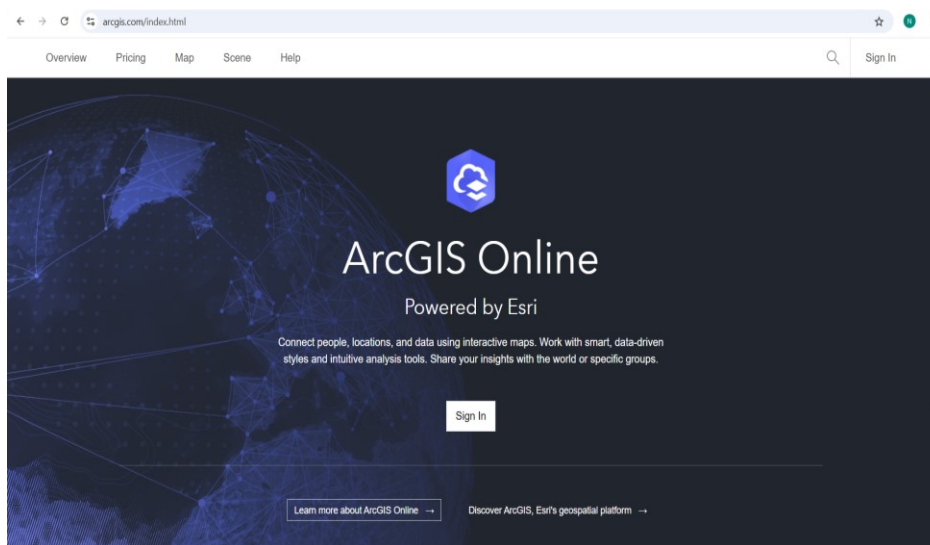 arcgis.com/index.html
N
Overview Pricing Map Scene Help Sign In
ArcGIS Online
Powered by Esri
Connect people, locations, and data using interactive maps. Work with smart, data-driven
styles and intuitive analysis tools. Share your insights with the world or specific groups.
Sign In
Learn more about ArcGIS Online → Discover ArcGIS, Esri's geospatial platform →